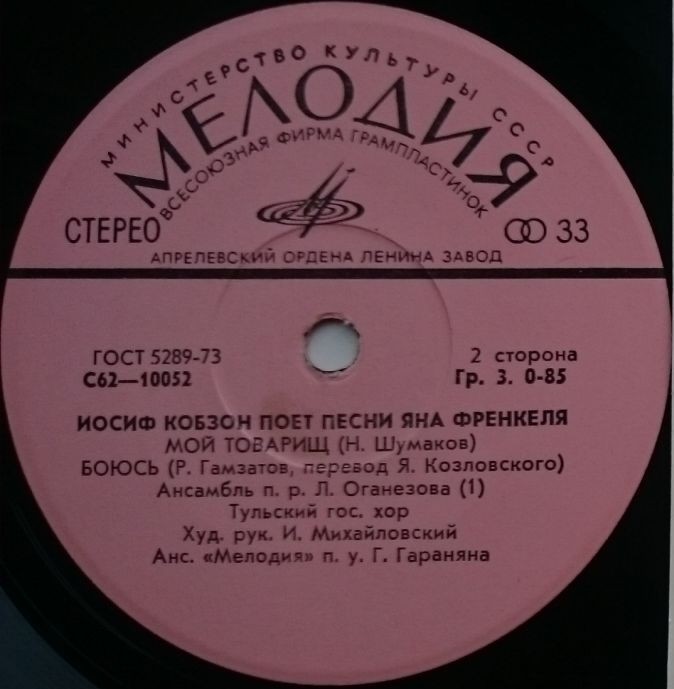 МИНИСТЕРСТВО КУЛЬТУРЫ СССР
МЕЛОДИЯ
ВСЕСОЮЗНАЯ ФИРМА ГРАМПЛАСТИНОК
СТЕРЕО
33
АПРЕЛЕВСКИЙ ОРДЕНА ЛЕНИНА ЗАВОД
ГОСТ 5289-73
2 сторона
С62—10052
Гр. 3. 0-85
ИОСИФ КОБЗОН ПОЕТ ПЕСНИ ЯНА ФРЕНКЕЛЯ
МОЙ ТОВАРИЩ (Н. Шумаков)
БОЮСЬ (Р. Гамзатов, перевод Я. Козловского)
Ансамбль п. р. Л. Оганезова (1)
Тульский гос. хор
Худ. рук. И. Михайловский
Анс. «Мелодия» п. у. Г. Гараняна